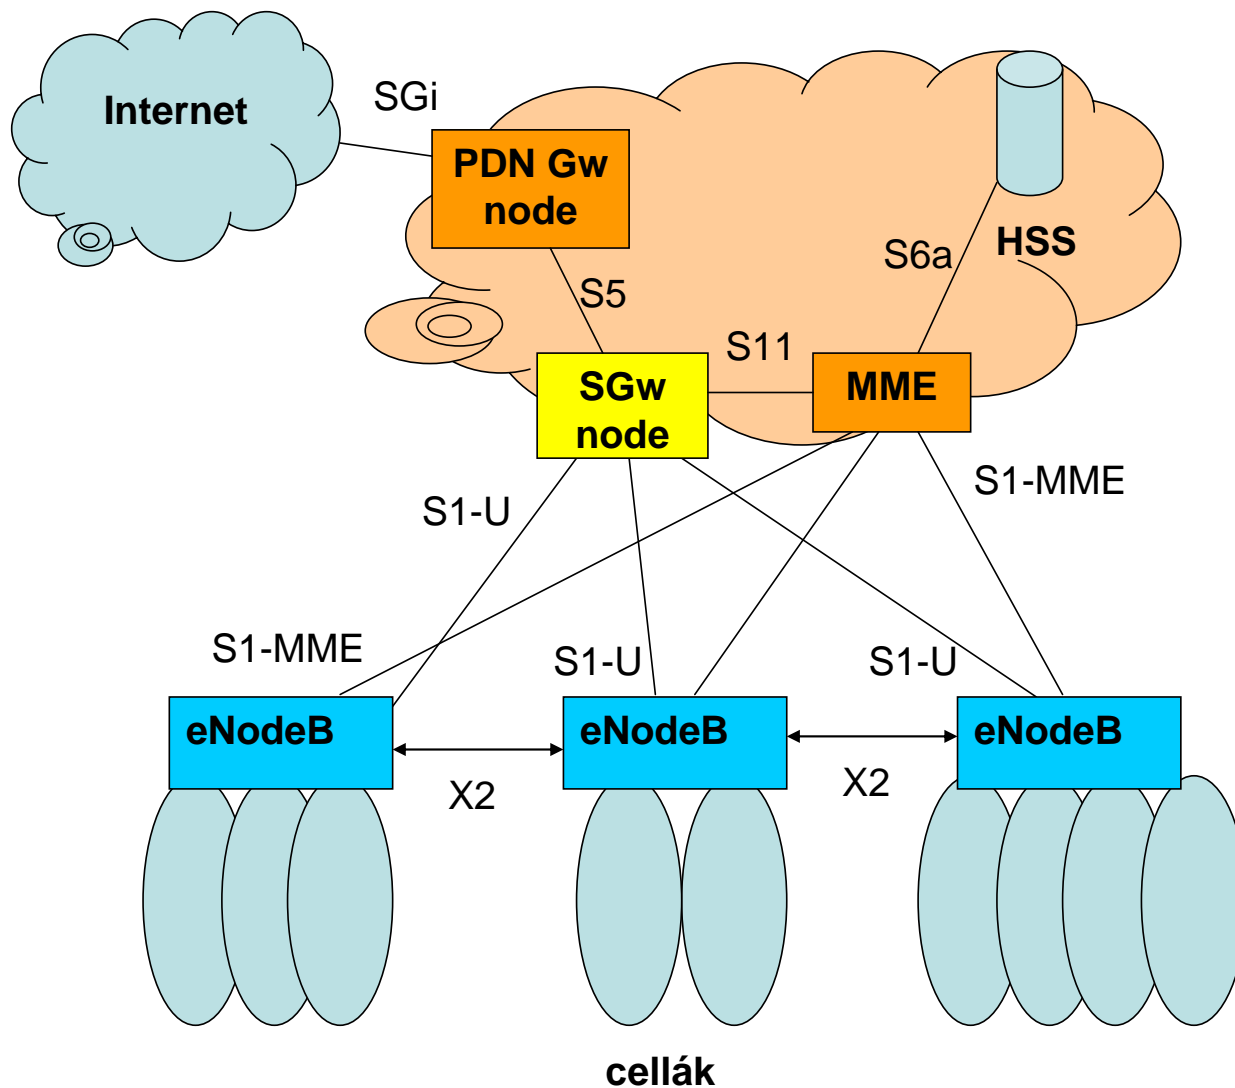 SGi
Internet
PDN Gw
node
HSS
S6a
S5
S11
SGw
node
MME
S1-MME
S1-U
S1-MME
S1-U
S1-U
eNodeB
eNodeB
eNodeB
X2
X2
cellák